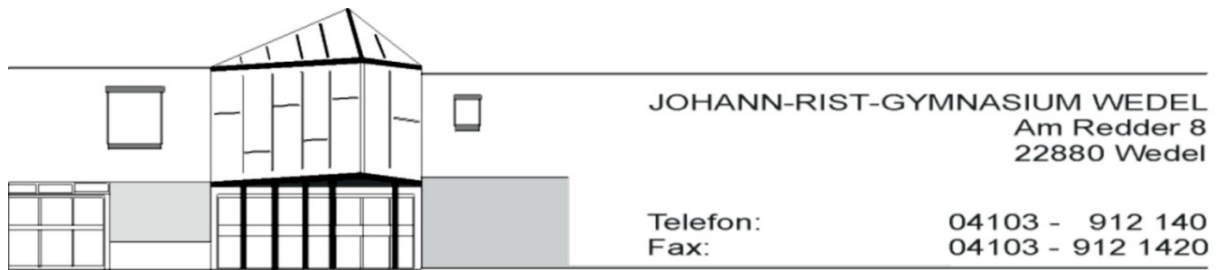 JOHANN-RIST-GYMNASIUM WEDEL
Am Redder 8
22880 Wedel
Telefon: 04103 - 912 140
Fax: 04103 - 912 1420